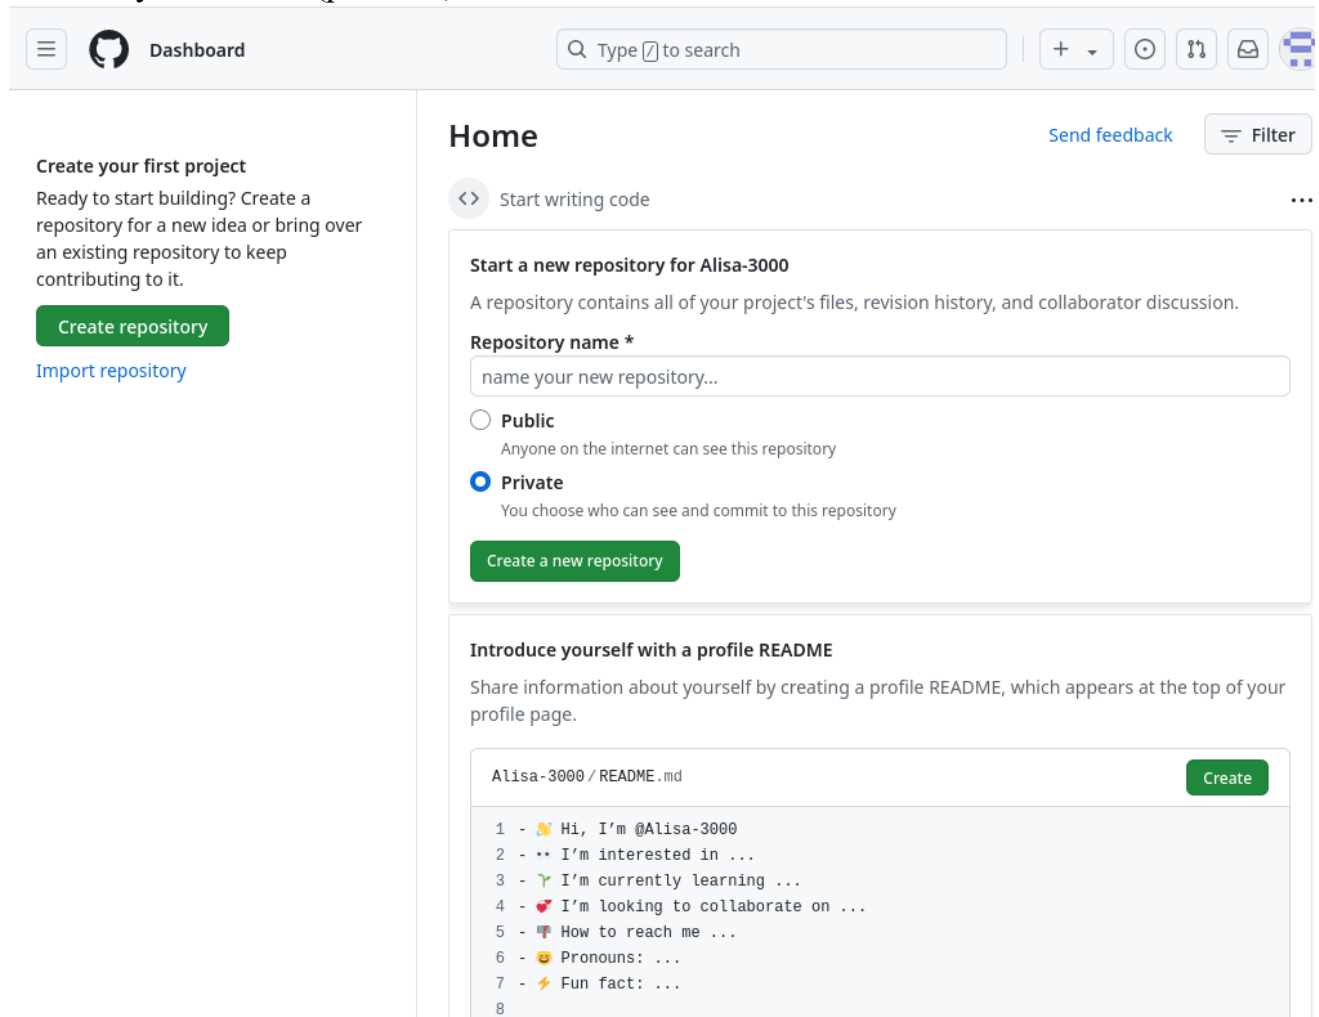 Dashboard
Type / to search
Create your first project
Ready to start building? Create a
repository for a new idea or bring over
an existing repository to keep
contributing to it.
Create repository
Import repository
Home
Send feedback
Filter
Start writing code
Start a new repository for Alisa-3000
A repository contains all of your project's files, revision history, and collaborator discussion.
Repository name *
name your new repository...
Public
Anyone on the internet can see this repository
Private
You choose who can see and commit to this repository
Create a new repository
Introduce yourself with a profile README
Share information about yourself by creating a profile README, which appears at the top of your
profile page.
Alisa-3000/README.md
Create
1 - 👋 Hi, I’m @Alisa-3000
2 - 👀 I’m interested in ...
3 - 🌱 I’m currently learning ...
4 - 💞️ I’m looking to collaborate on ...
5 - 📫 How to reach me ...
6 - 😄 Pronouns: ...
7 - ⚡ Fun fact: ...
8